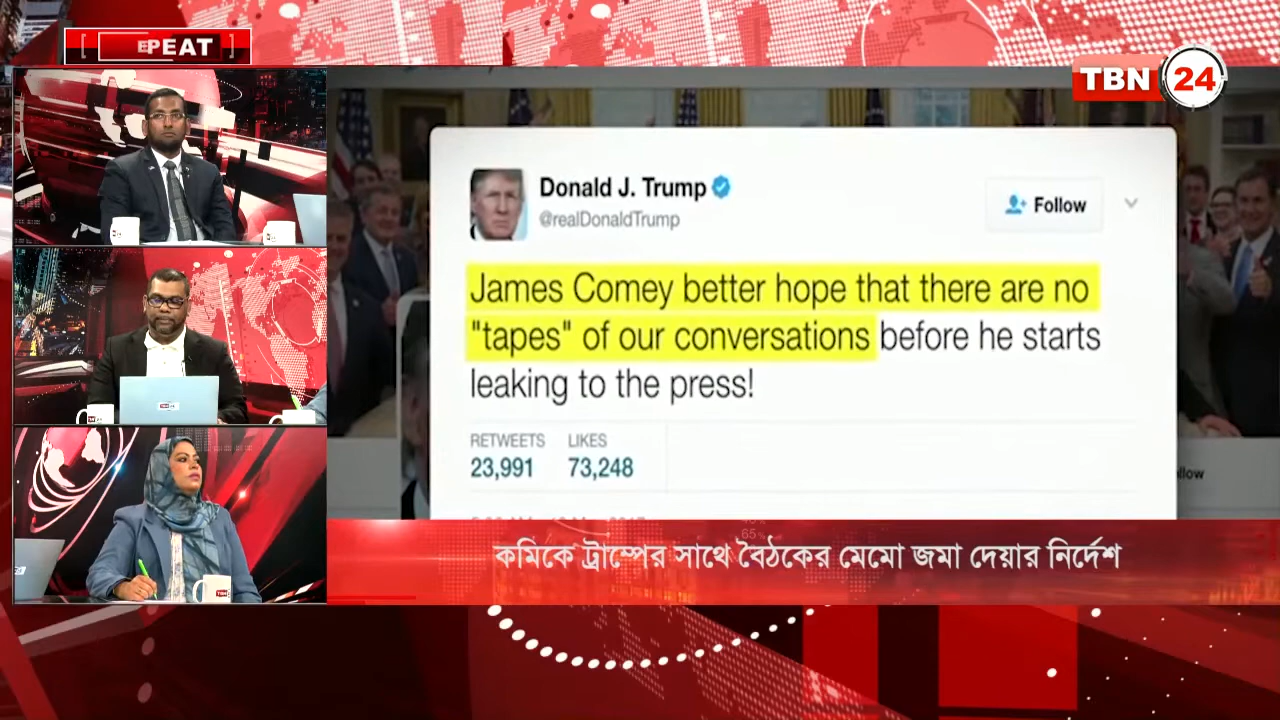 EPEAT
TBN 24
Donald J. Trump
@realDonaldTrump
Follow
James Comey better hope that there are no
"tapes" of our conversations before he starts
leaking to the press!
RETWEETS LIKES
23,991 73,248
কমিকে ট্রাম্পের সাথে বৈঠকের মেমো জমা দেয়ার নির্দেশ